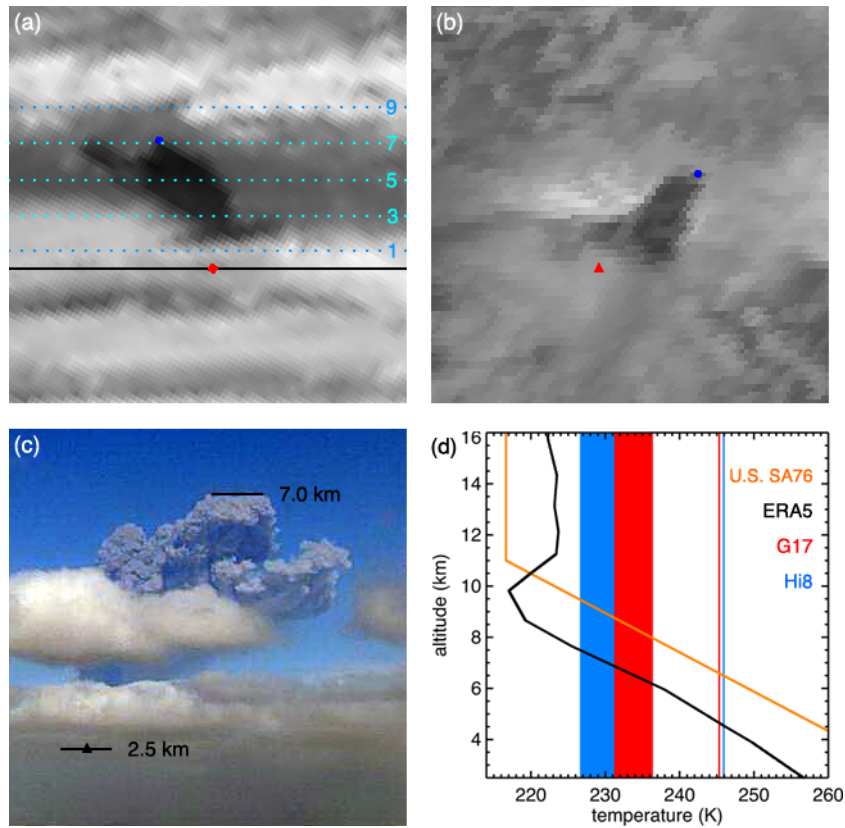 (a)
9
7
5
3
1
(b)
(c)
7.0 km
2.5 km
(d)
16
14
12
10
8
6
4
altitude (km)
U.S. SA76
ERA5
G17
Hi8
220 230 240 250 260
temperature (K)